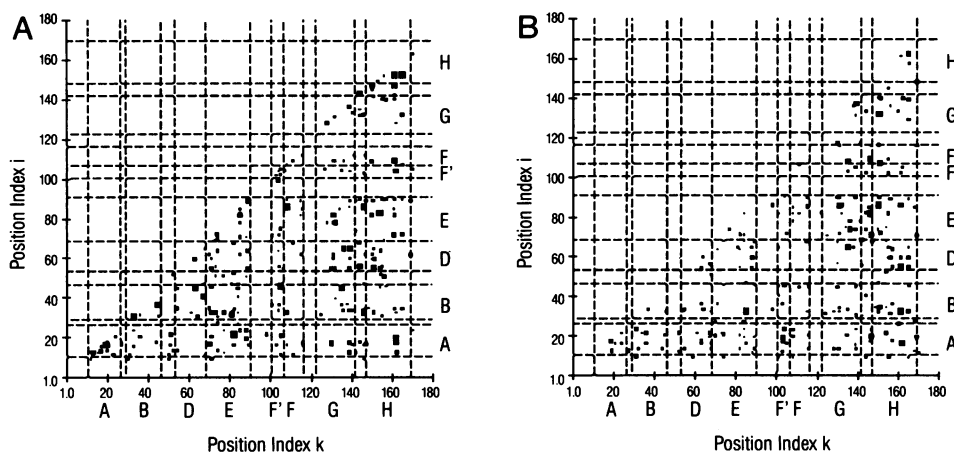 A
180
160
140
120
100
80
60
40
20
1.0
Position Index i
H
G
F
F'
E
D
B
A
1.0 20 40 60 80 100 120 140 160 180
A B D E F' F G H
Position Index k
B
180
160
140
120
100
80
60
40
20
1.0
Position Index i
H
G
F
F
E
D
B
A
1.0 20 40 60 80 100 120 140 160 180
A B D E F' F G H
Position Index k